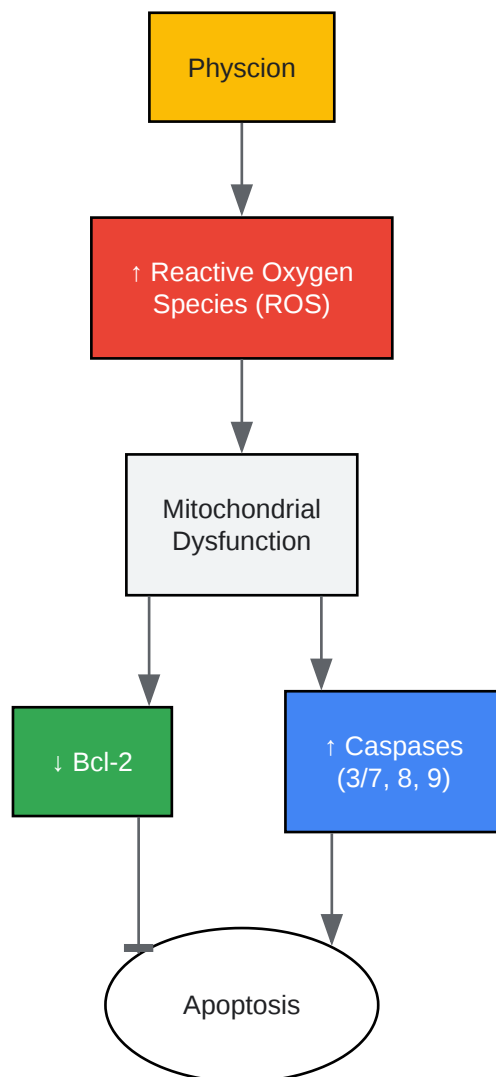 Physcion
↑ Reactive Oxygen
Species (ROS)
Mitochondrial
Dysfunction
↓ Bcl-2
↑ Caspases
(3/7, 8, 9)
Apoptosis